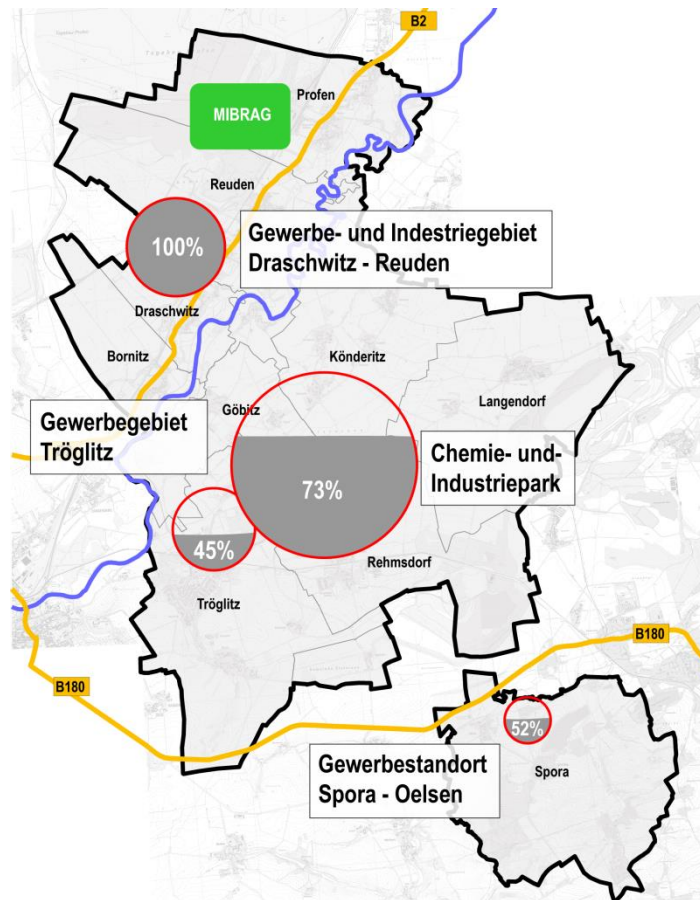 B2
Profen
MIBRAG
Reuden
100%
Gewerbe- und Indestriegebiet
Draschwitz - Reuden
Draschwitz
Bornitz
Könderitz
Göbitz
Langendorf
Gewerbegebiet
Tröglitz
Chemie- und-
Industriepark
73%
45%
Rehmsdorf
Tröglitz
B180
B180
52%
Gewerbestandort
Spora - Oelsen
Spora